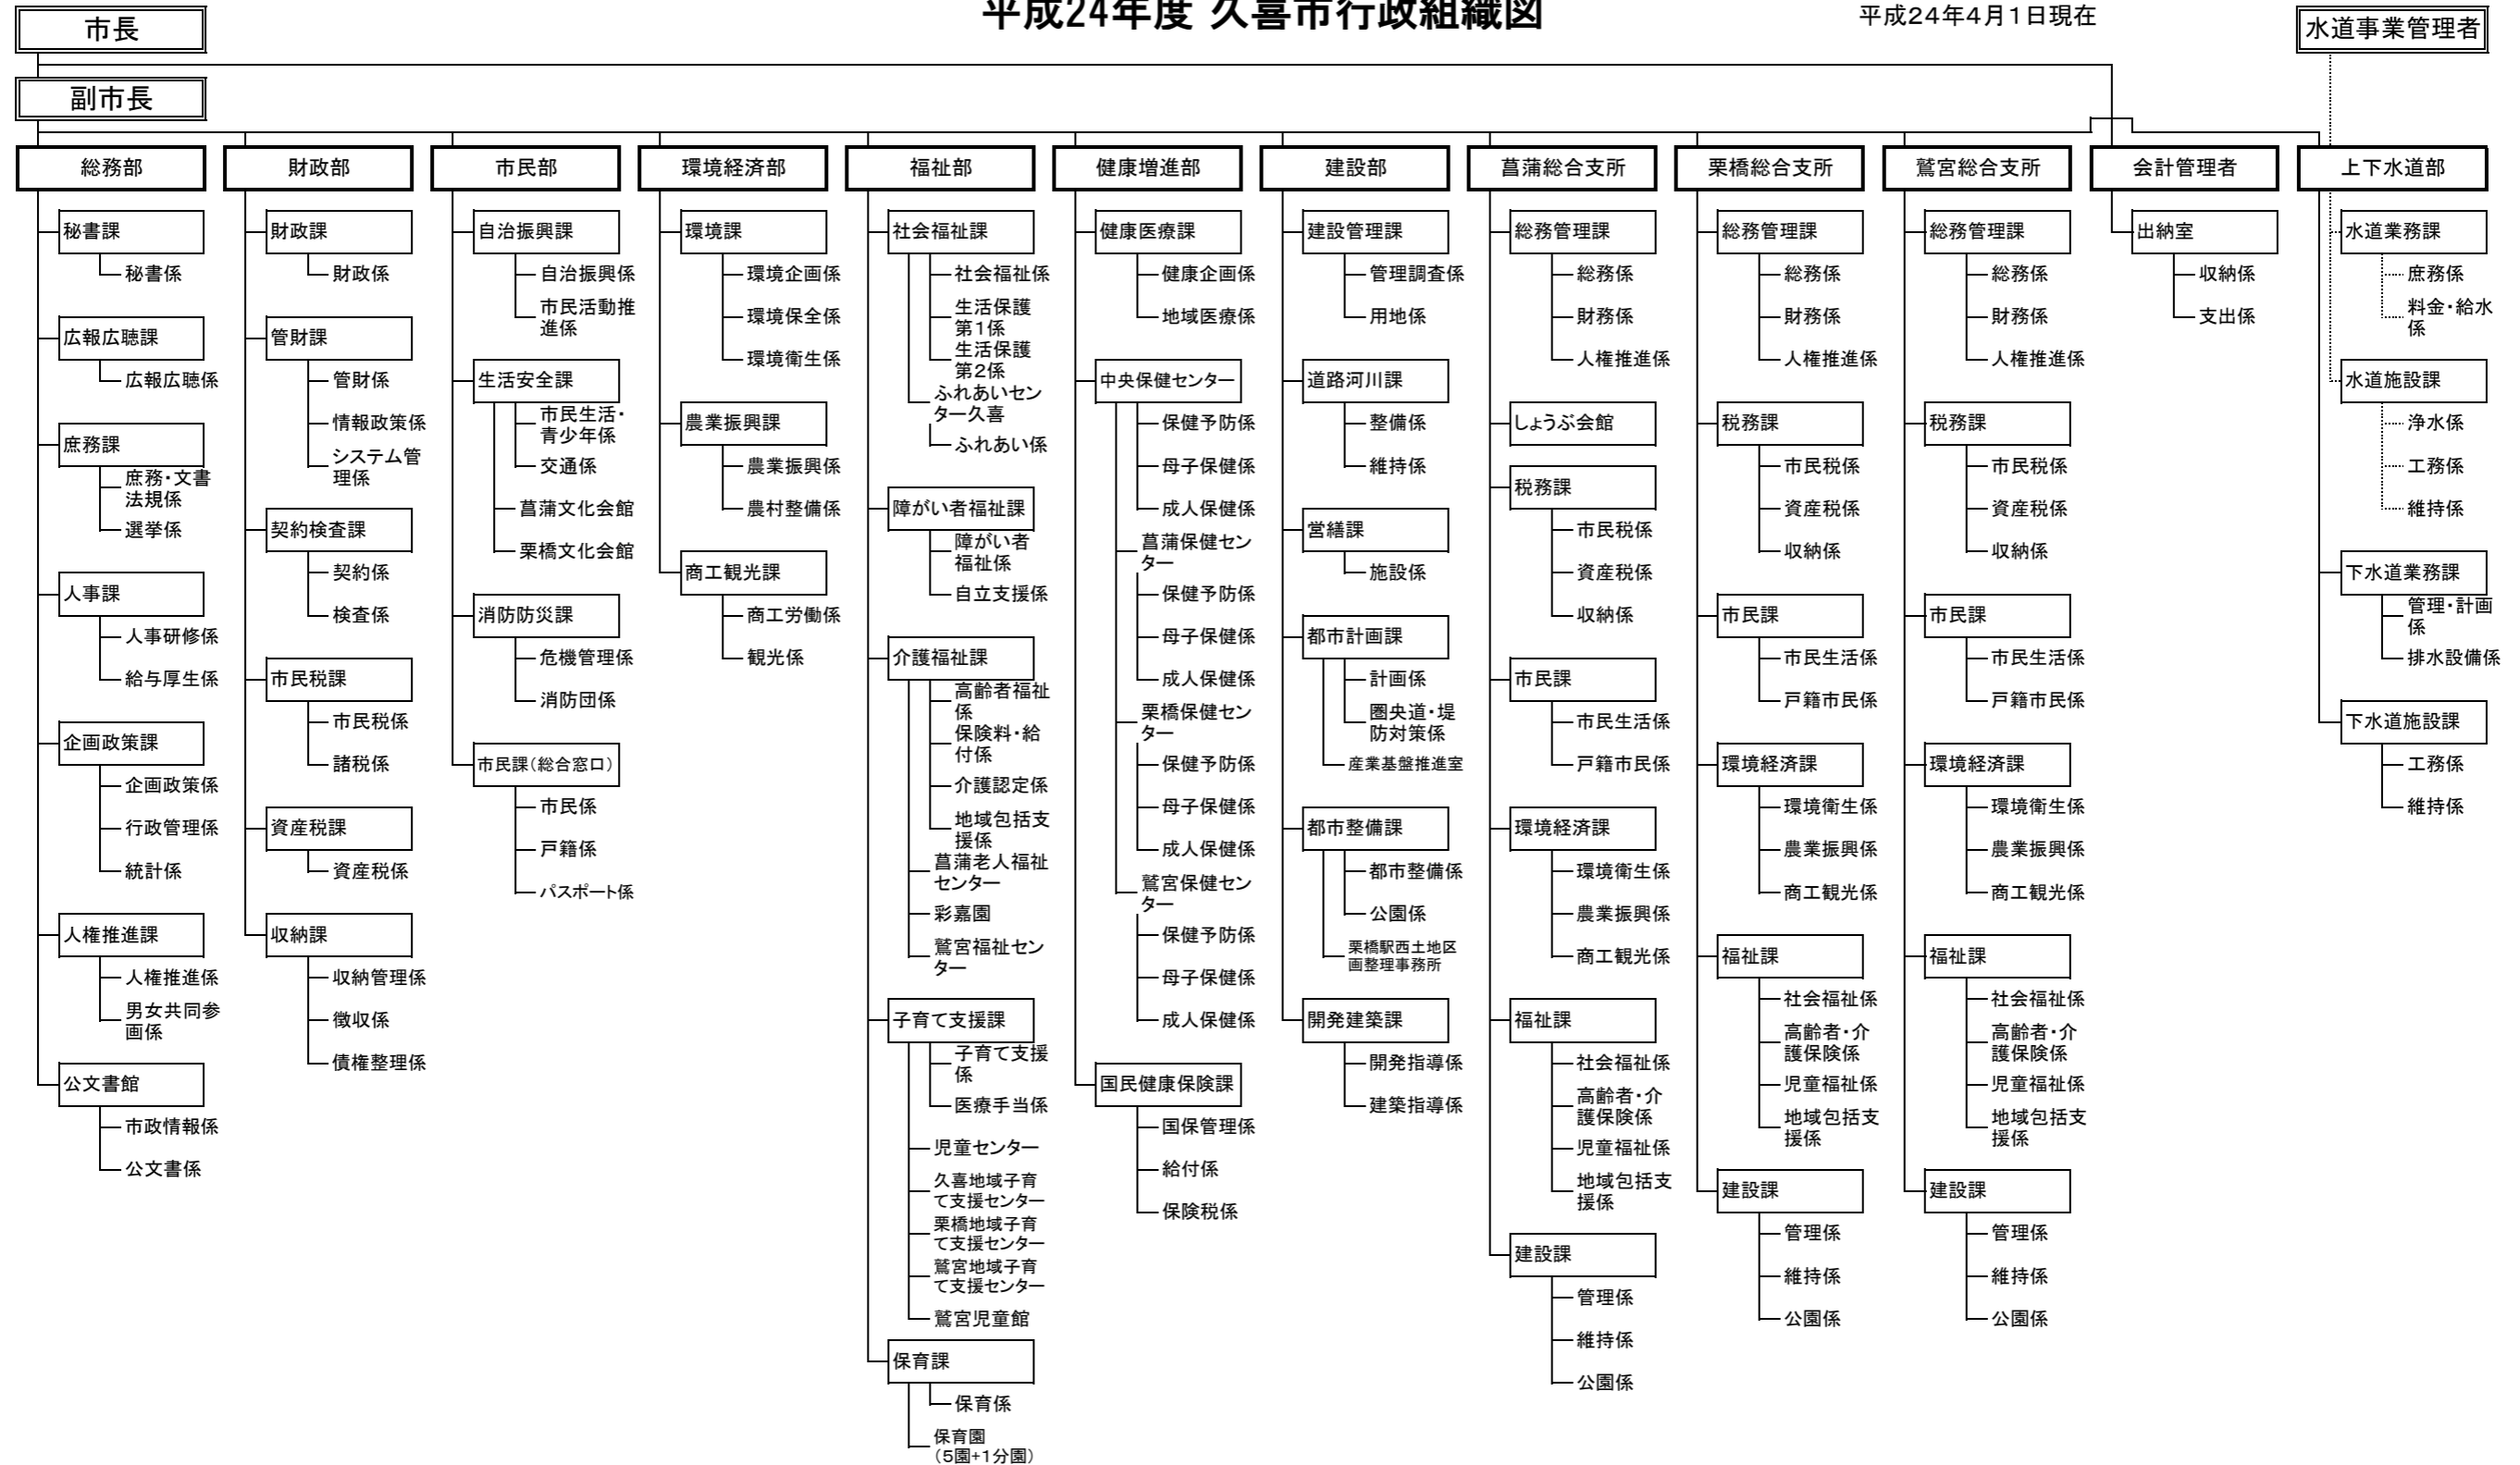 平成24年度 久喜市行政組織図
平成24年4月1日現在
市長
副市長
水道事業管理者
総務部
秘書課
秘書係
広報広聴課
広報広聴係
庶務課
庶務・文書
法規係
選挙係
人事課
人事研修係
給与厚生係
企画政策課
企画政策係
行政管理係
統計係
人権推進課
人権推進係
男女共同参
画係
公文書館
市政情報係
公文書係
財政部
財政課
財政係
管財課
管財係
情報政策係
システム管
理係
契約検査課
契約係
検査係
市民税課
市民税係
諸税係
資産税課
資産税係
収納課
収納管理係
徴収係
債権整理係
市民部
自治振興課
自治振興係
市民活動推
進係
生活安全課
市民生活・
青少年係
交通係
菖蒲文化会館
栗橋文化会館
消防防災課
危機管理係
消防団係
市民課(総合窓口)
市民係
戸籍係
パスポート係
環境経済部
環境課
環境企画係
環境保全係
環境衛生係
農業振興課
農業振興係
農村整備係
商工観光課
商工労働係
観光係
福祉部
社会福祉課
社会福祉係
生活保護
第1係
生活保護
第2係
ふれあいセン
ター久喜
ふれあい係
障がい者福祉課
障がい者
福祉係
自立支援係
介護福祉課
高齢者福祉
係
保険料・給
付係
介護認定係
地域包括支
援係
菖蒲老人福祉
センター
彩嘉園
鷲宮福祉セン
ター
子育て支援課
子育て支援
係
医療手当係
児童センター
久喜地域子育
て支援センター
栗橋地域子育
て支援センター
鷲宮地域子育
て支援センター
鷲宮児童館
保育課
保育係
保育園
(5園+1分園)
健康増進部
健康医療課
健康企画係
地域医療係
中央保健センター
保健予防係
母子保健係
成人保健係
菖蒲保健セン
ター
保健予防係
母子保健係
成人保健係
栗橋保健セン
ター
保健予防係
母子保健係
成人保健係
鷲宮保健セン
ター
保健予防係
母子保健係
成人保健係
国民健康保険課
国保管理係
給付係
保険税係
建設部
建設管理課
管理調査係
用地係
道路河川課
整備係
維持係
営繕課
施設係
都市計画課
計画係
圏央道・堤
防対策係
産業基盤推進室
都市整備課
都市整備係
公園係
栗橋駅西土地区
画整理事務所
開発建築課
開発指導係
建築指導係
菖蒲総合支所
総務管理課
総務係
財務係
人権推進係
しょうぶ会館
税務課
市民税係
資産税係
収納係
市民課
市民生活係
戸籍市民係
環境経済課
環境衛生係
農業振興係
商工観光係
福祉課
社会福祉係
高齢者・介
護保険係
児童福祉係
地域包括支
援係
建設課
管理係
維持係
公園係
栗橋総合支所
総務管理課
総務係
財務係
人権推進係
税務課
市民税係
資産税係
収納係
市民課
市民生活係
戸籍市民係
環境経済課
環境衛生係
農業振興係
商工観光係
福祉課
社会福祉係
高齢者・介
護保険係
児童福祉係
地域包括支
援係
建設課
管理係
維持係
公園係
鷲宮総合支所
総務管理課
総務係
財務係
人権推進係
税務課
市民税係
資産税係
収納係
市民課
市民生活係
戸籍市民係
環境経済課
環境衛生係
農業振興係
商工観光係
福祉課
社会福祉係
高齢者・介
護保険係
児童福祉係
地域包括支
援係
建設課
管理係
維持係
公園係
会計管理者
出納室
収納係
支出係
上下水道部
水道業務課
庶務係
料金・給水
係
水道施設課
浄水係
工務係
維持係
下水道業務課
管理・計画
係
排水設備係
下水道施設課
工務係
維持係